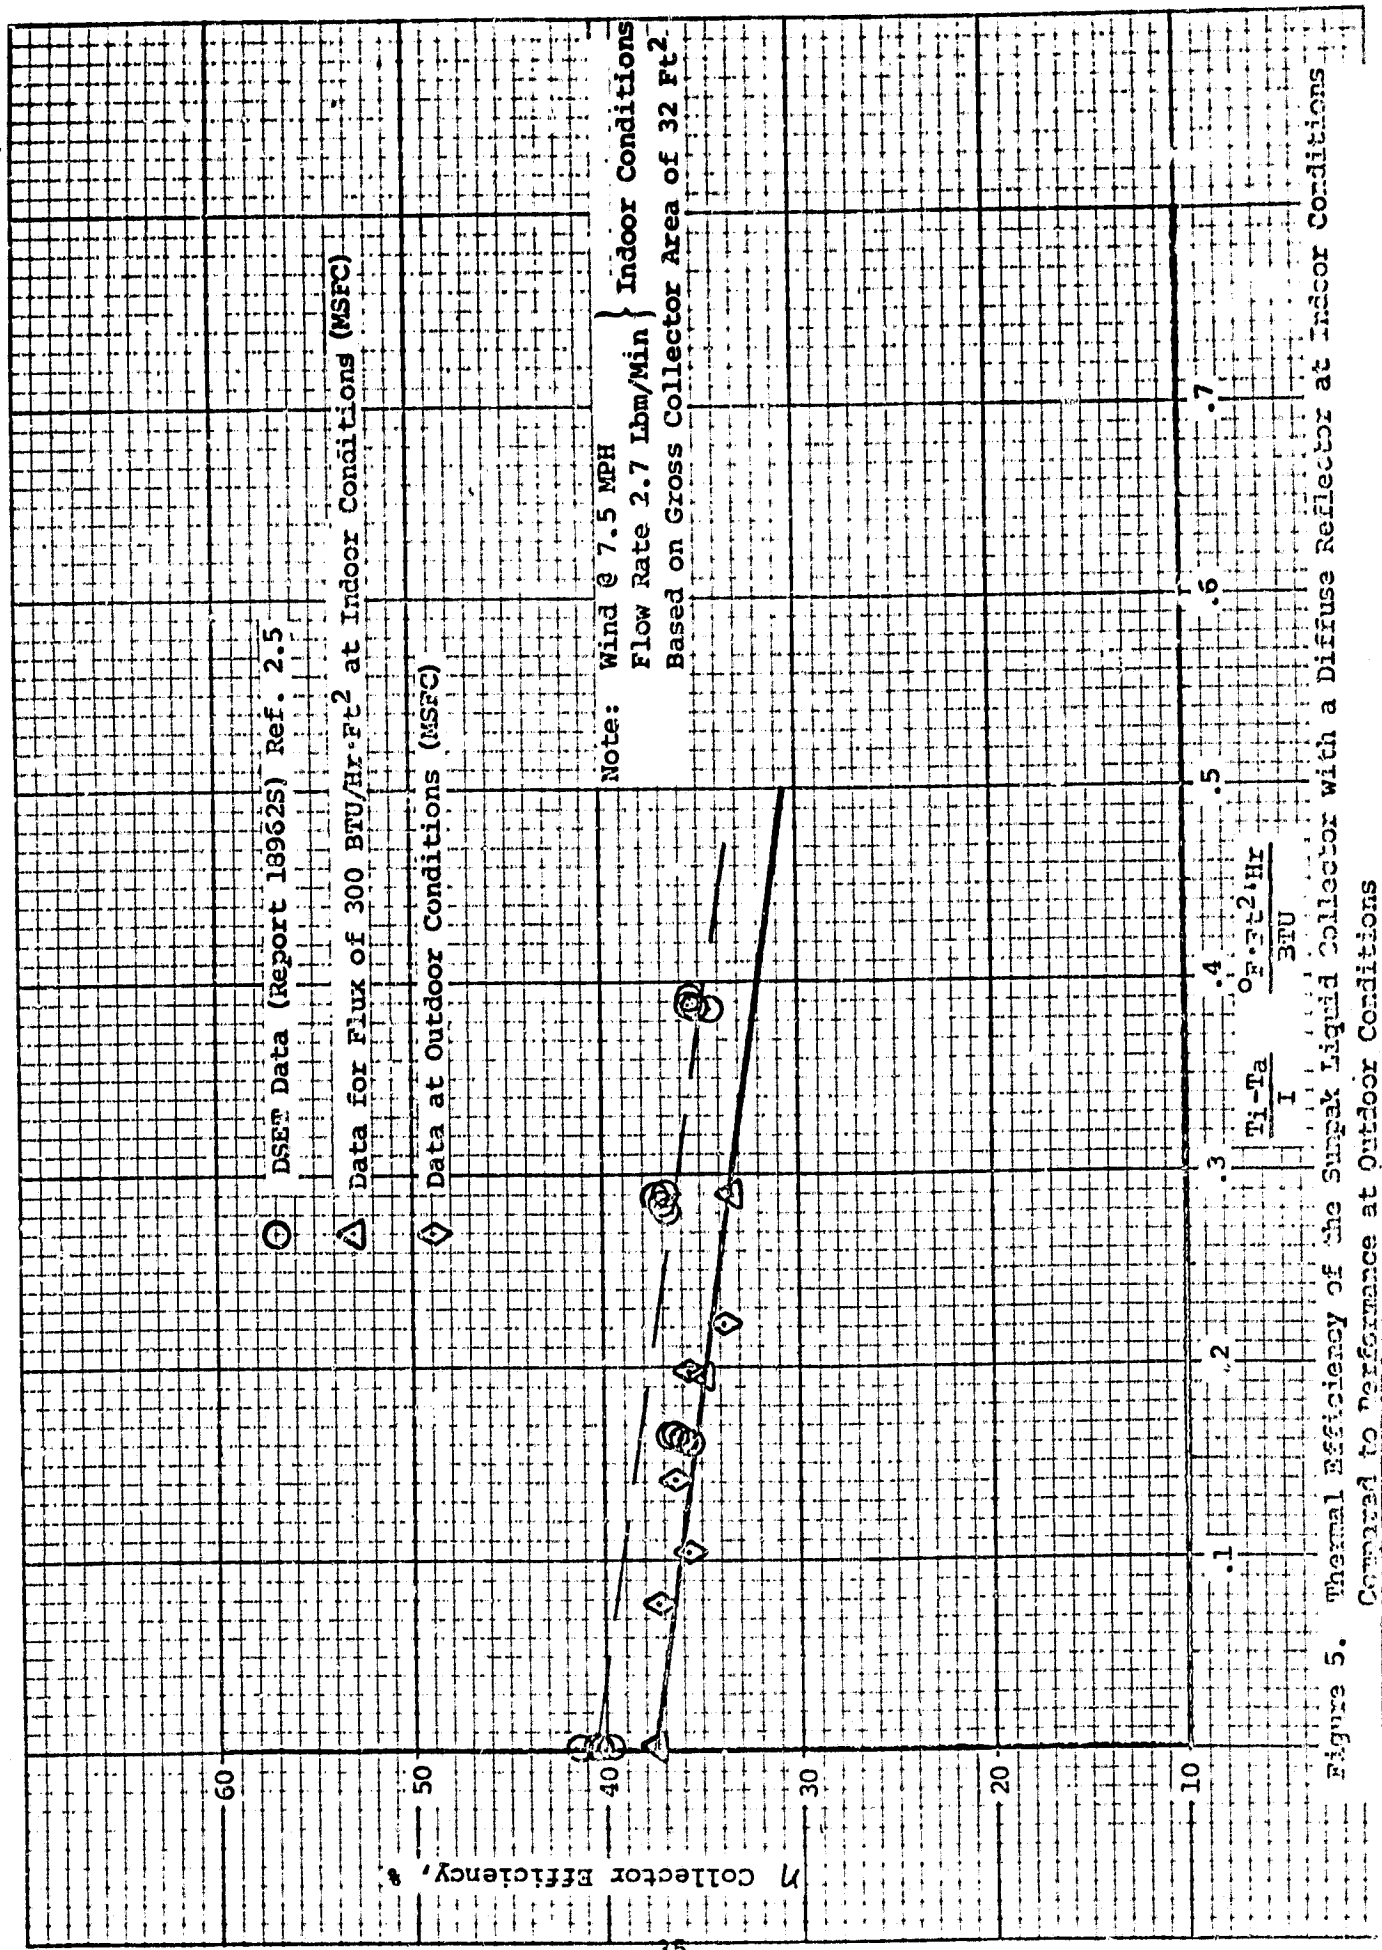 DSET Data (Report 18962S) Ref. 2.5
Data for Flux of 300 BTU/Hr·Ft² at Indoor Conditions (MSFC)
Data at Outdoor Conditions (MSFC)
Note: Wind @ 7.5 MPH
Flow Rate 2.7 Lbm/Min } Indoor Conditions
Based on Gross Collector Area of 32 Ft²
η Collector Efficiency, %
60
50
40
30
20
10
.1
.2
.3
.4
.5
.6
.7
Ti-Ta
I
°F·Ft²·Hr
BTU
Figure 5. Thermal Efficiency of the Sunpak Liquid Collector with a Diffuse Reflector at Indoor Conditions
Compared to Performance at Outdoor Conditions